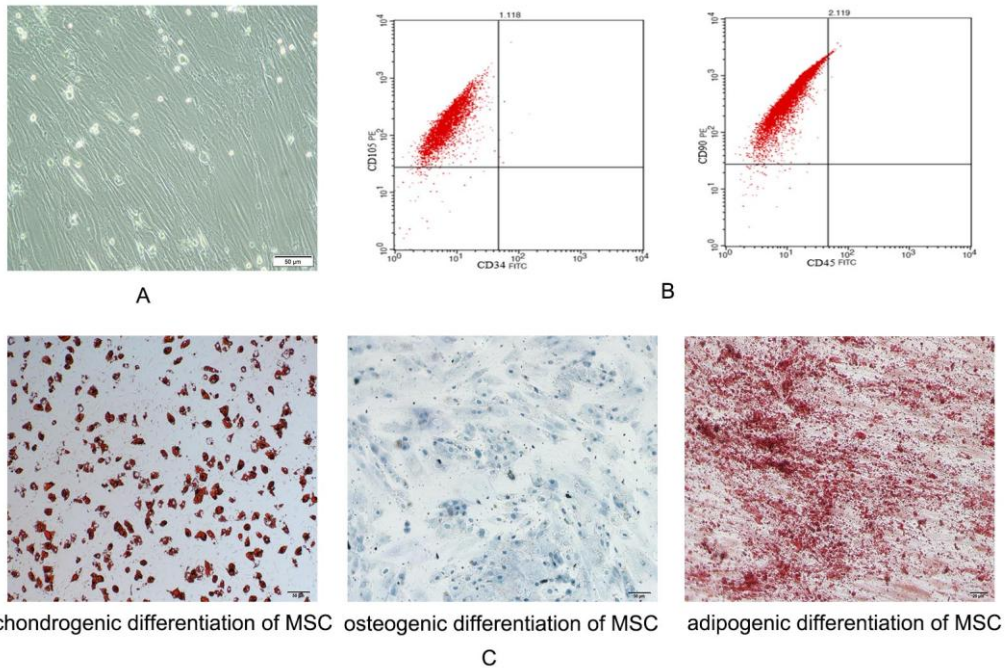 1.118
2.119
CD105 PE
10³
10²
10¹
10⁰
10⁰ 10¹ 10² 10³ 10⁴
CD34 FITC
CD90 PE
10³
10²
10¹
10⁰
10⁰ 10¹ 10² 10³ 10⁴
CD45 FITC
50 µm
A
B
chondrogenic differentiation of MSC
osteogenic differentiation of MSC
adipogenic differentiation of MSC
C